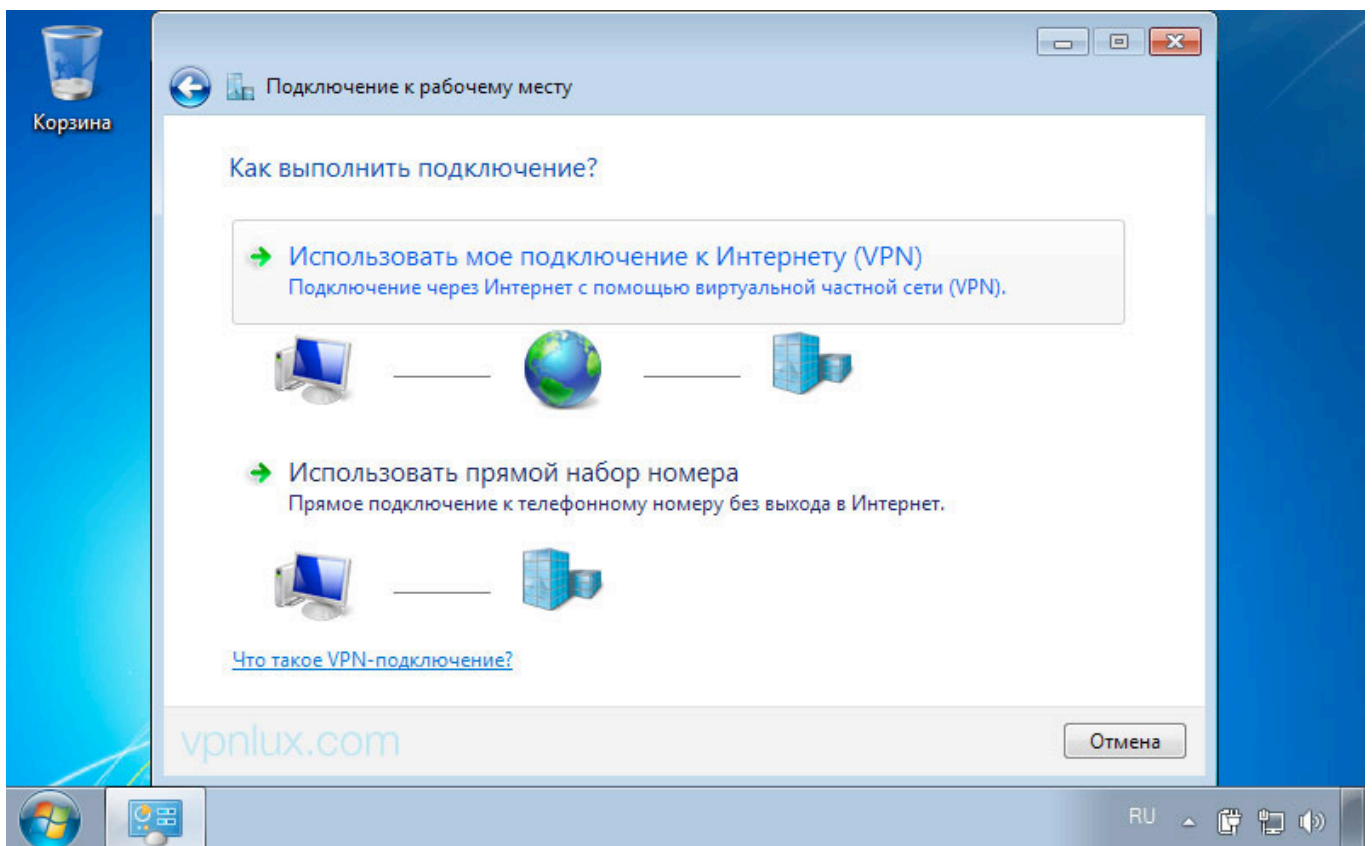 Корзина
Подключение к рабочему месту
Как выполнить подключение?
Использовать мое подключение к Интернету (VPN)
Подключение через Интернет с помощью виртуальной частной сети (VPN).
Использовать прямой набор номера
Прямое подключение к телефонному номеру без выхода в Интернет.
Что такое VPN-подключение?
vpnlux.com
Отмена
RU